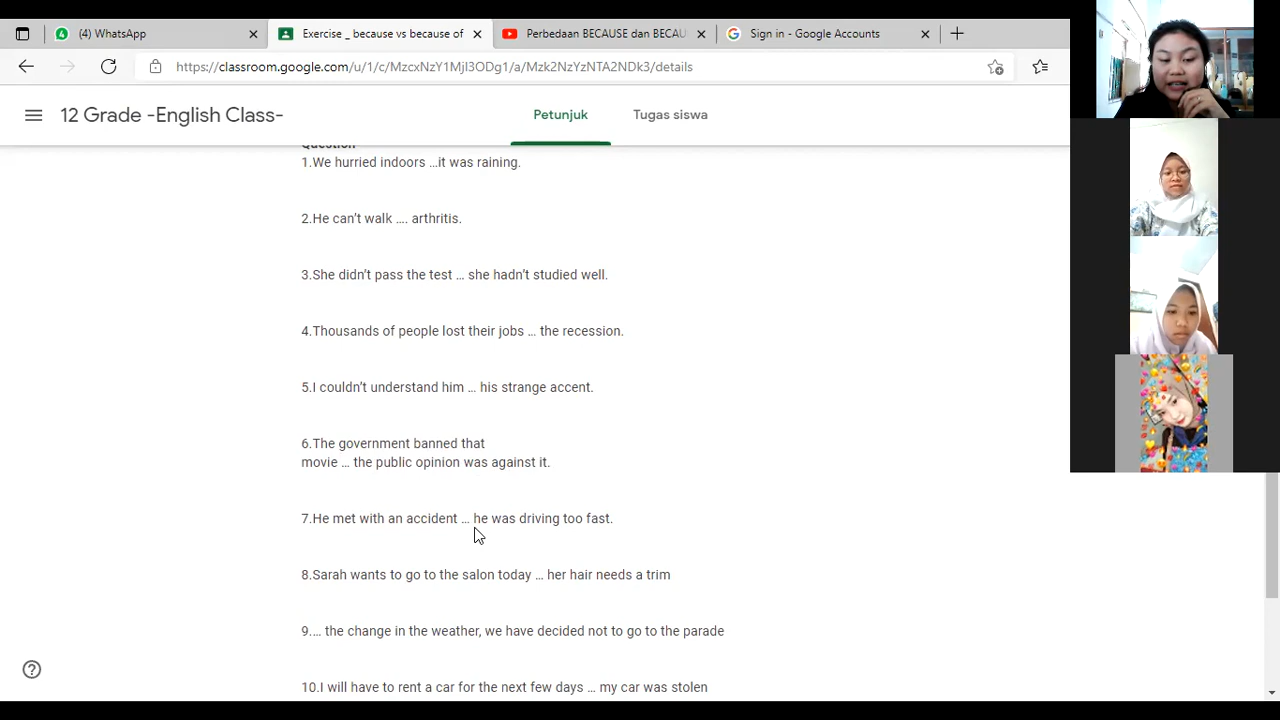 (4) WhatsApp
Exercise _ because vs because of
Perbedaan BECAUSE dan BECAU
Sign in - Google Accounts
https://classroom.google.com/u/1/c/MzcxNzY1MjI3ODg1/a/Mzk2NzYzNTA2NDk3/details
12 Grade -English Class-
Petunjuk
Tugas siswa
Question
1.We hurried indoors …it was raining.
2.He can’t walk …. arthritis.
3.She didn’t pass the test … she hadn’t studied well.
4.Thousands of people lost their jobs … the recession.
5.I couldn’t understand him … his strange accent.
6.The government banned that
movie … the public opinion was against it.
7.He met with an accident … he was driving too fast.
8.Sarah wants to go to the salon today … her hair needs a trim
9.… the change in the weather, we have decided not to go to the parade
10.I will have to rent a car for the next few days … my car was stolen